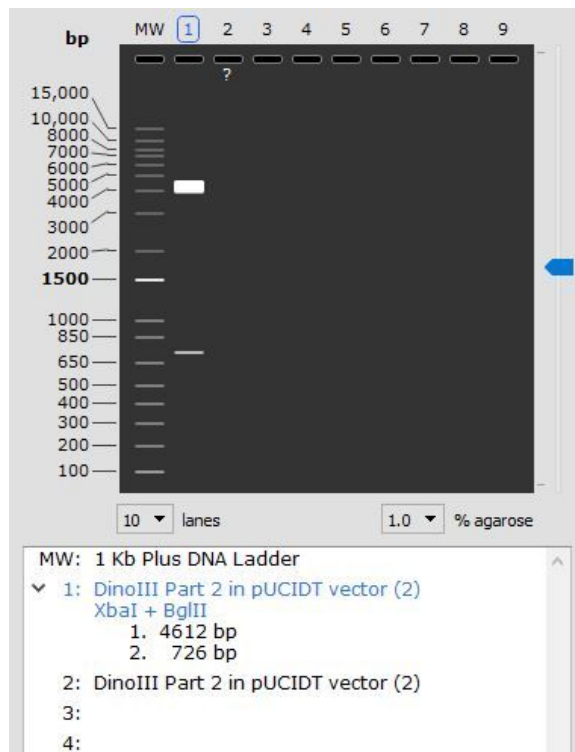 bp MW 1 2 3 4 5 6 7 8 9
?
15,000
10,000
8000
7000
6000
5000
4000
3000
2000
1500
1000
850
650
500
400
300
200
100
10 lanes 1.0 % agarose
MW: 1 Kb Plus DNA Ladder
1: DinoIII Part 2 in pUCIDT vector (2)
XbaI + BglII
1. 4612 bp
2. 726 bp
2: DinoIII Part 2 in pUCIDT vector (2)
3:
4: